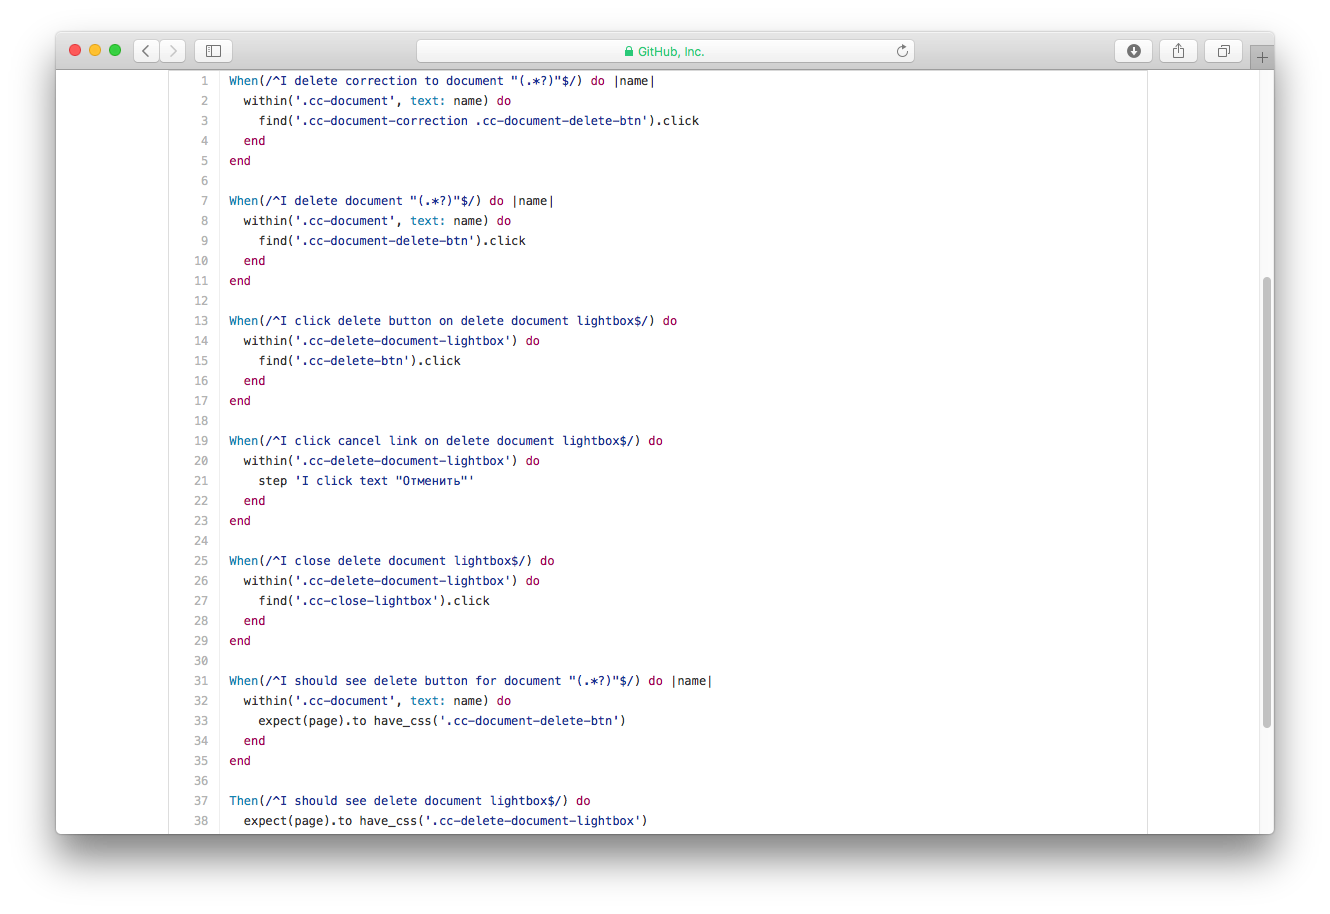 GitHub, Inc.
1 When(/^I delete correction to document "(.*?)"$/) do |name|
2   within('.cc-document', text: name) do
3     find('.cc-document-correction .cc-document-delete-btn').click
4   end
5 end
6
7 When(/^I delete document "(.*?)"$/) do |name|
8   within('.cc-document', text: name) do
9     find('.cc-document-delete-btn').click
10   end
11 end
12
13 When(/^I click delete button on delete document lightbox$/) do
14   within('.cc-delete-document-lightbox') do
15     find('.cc-delete-btn').click
16   end
17 end
18
19 When(/^I click cancel link on delete document lightbox$/) do
20   within('.cc-delete-document-lightbox') do
21     step 'I click text "Отменить"'
22   end
23 end
24
25 When(/^I close delete document lightbox$/) do
26   within('.cc-delete-document-lightbox') do
27     find('.cc-close-lightbox').click
28   end
29 end
30
31 When(/^I should see delete button for document "(.*?)"$/) do |name|
32   within('.cc-document', text: name) do
33     expect(page).to have_css('.cc-document-delete-btn')
34   end
35 end
36
37 Then(/^I should see delete document lightbox$/) do
38   expect(page).to have_css('.cc-delete-document-lightbox')